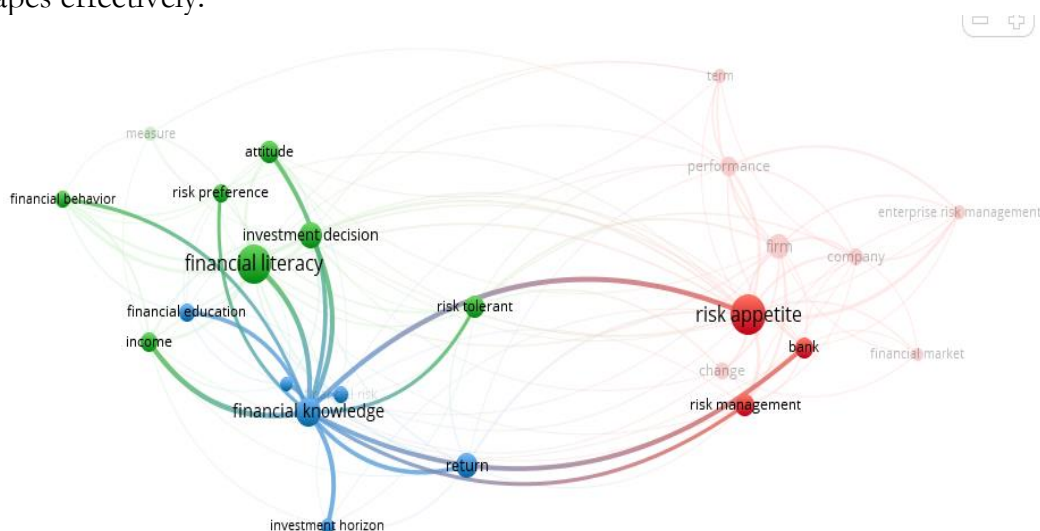 apes effectively.
term
measure
attitude
performance
risk preference
financial behavior
enterprise risk management
investment decision
firm
company
financial literacy
risk tolerant
financial education
risk appetite
income
bank
financial market
change
risk
risk management
financial knowledge
return
investment horizon